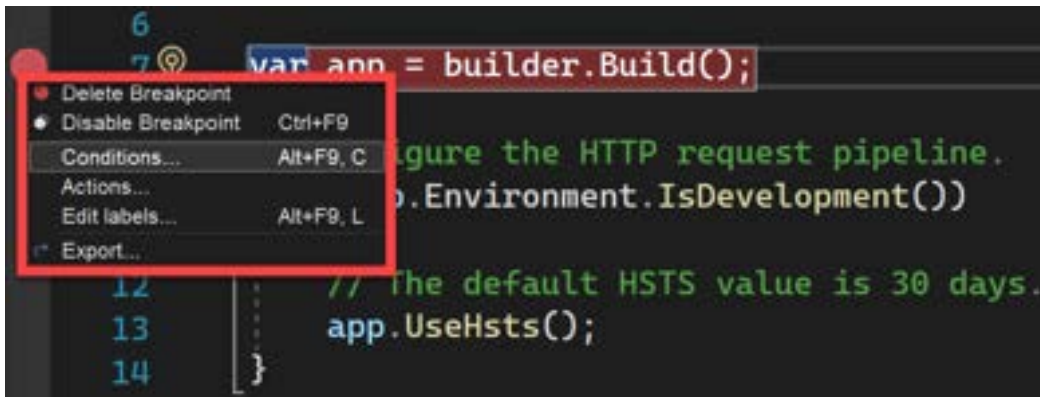 6
7 var app = builder.Build();
Delete Breakpoint
Disable Breakpoint Ctrl+F9
Conditions... Alt+F9, C
Actions...
Edit labels... Alt+F9, L
Export...
igure the HTTP request pipeline.
.Environment.IsDevelopment())
12 // The default HSTS value is 30 days.
13 app.UseHsts();
14 }